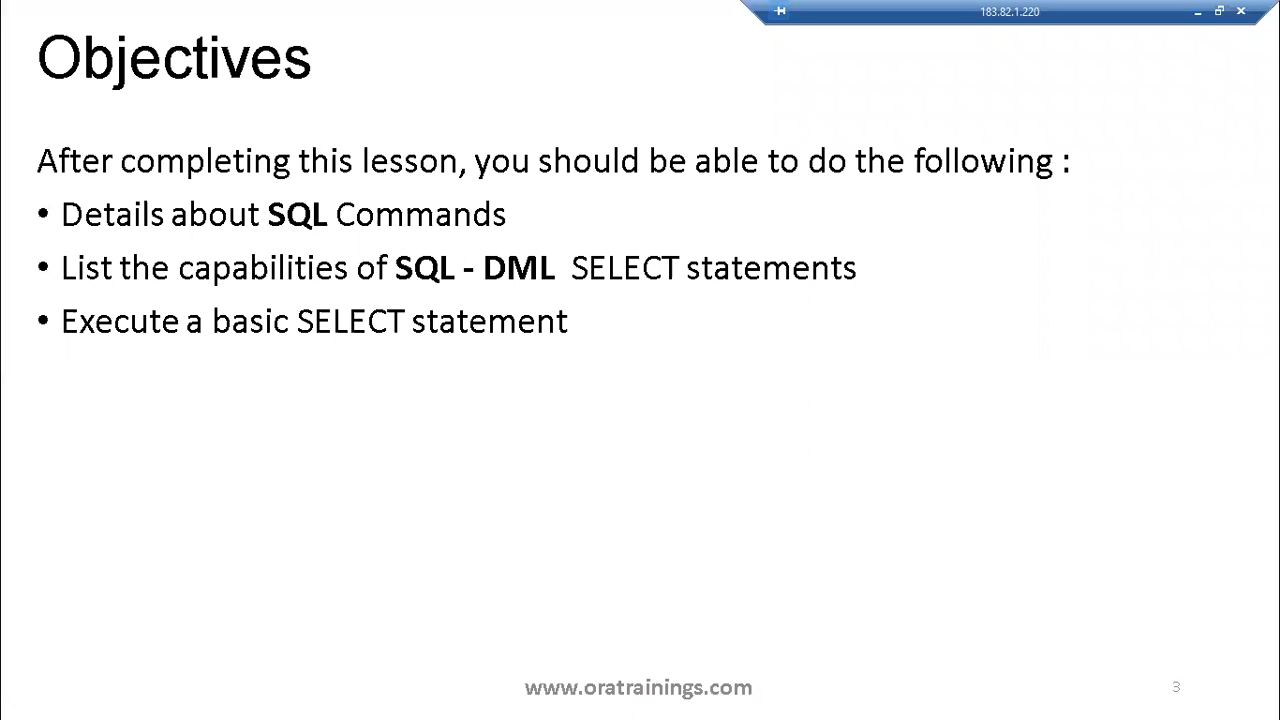 183.82.1.220
Objectives
After completing this lesson, you should be able to do the following :
• Details about SQL Commands
• List the capabilities of SQL - DML SELECT statements
• Execute a basic SELECT statement
www.oratrainings.com
3